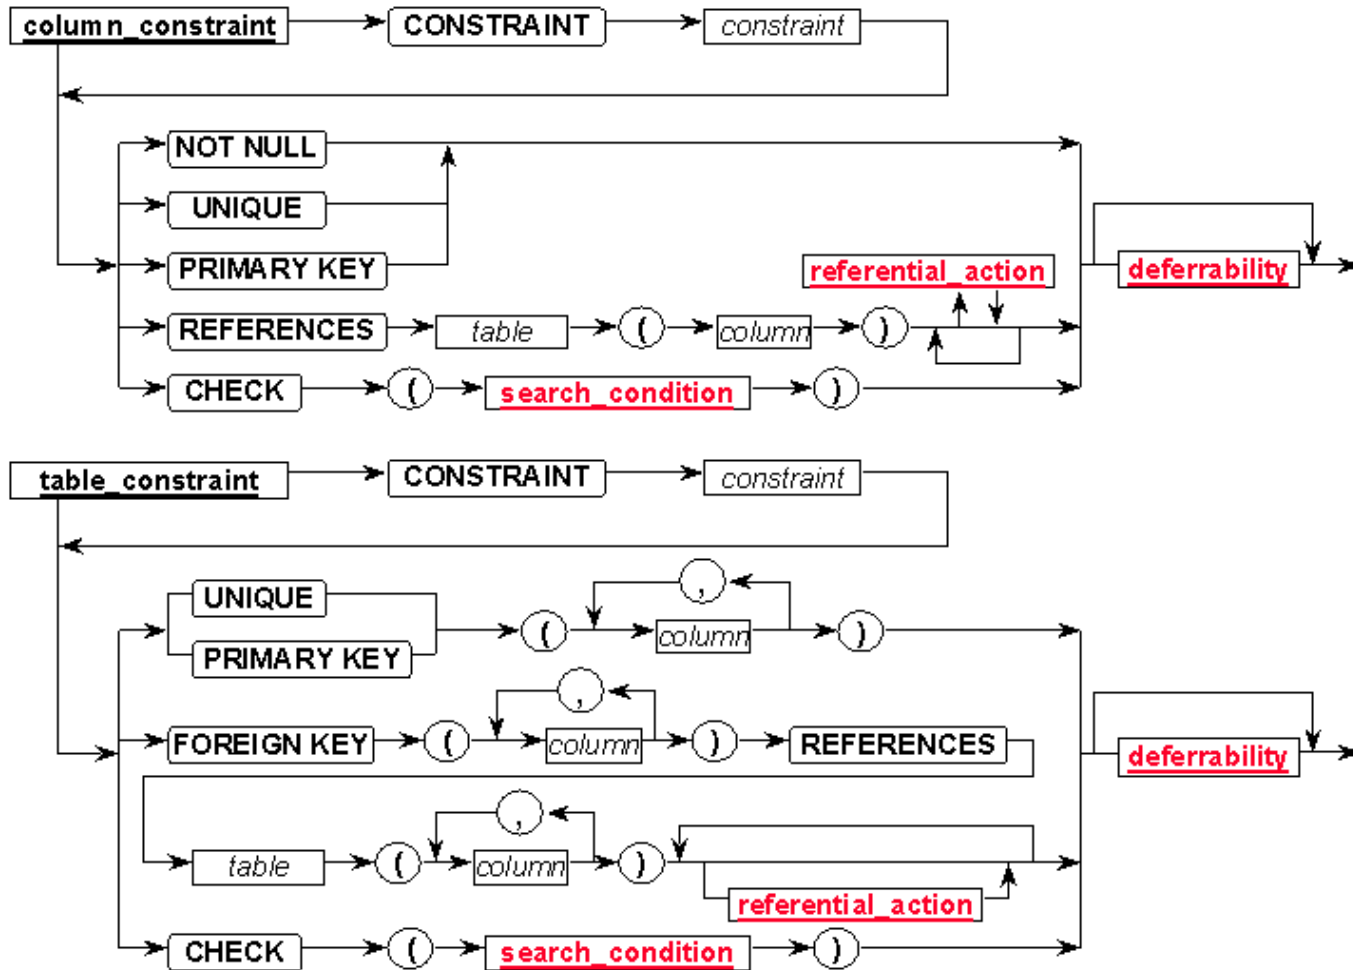 column_constraint CONSTRAINT constraint
NOT NULL
UNIQUE
PRIMARY KEY
referential_action
deferrability
REFERENCES table ( column )
CHECK ( search_condition )
table_constraint CONSTRAINT constraint
,
UNIQUE
( column )
PRIMARY KEY
,
FOREIGN KEY ( column ) REFERENCES
deferrability
,
table ( column )
referential_action
CHECK ( search_condition )